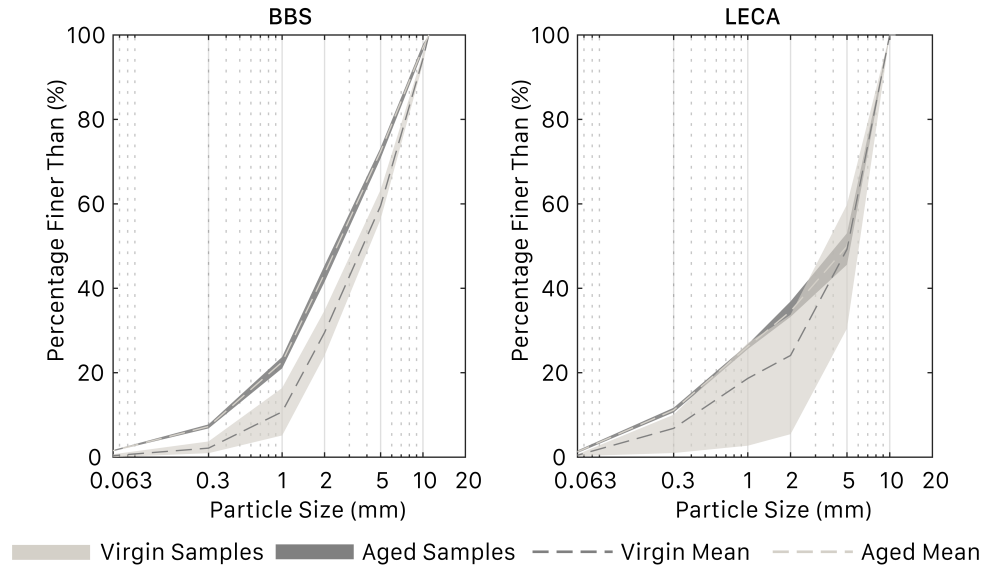 BBS
Percentage Finer Than (%)
100
80
60
40
20
0
0.063 0.3 1 2 5 10 20
Particle Size (mm)
LECA
Percentage Finer Than (%)
100
80
60
40
20
0
0.063 0.3 1 2 5 10 20
Particle Size (mm)
Virgin Samples Aged Samples Virgin Mean Aged Mean